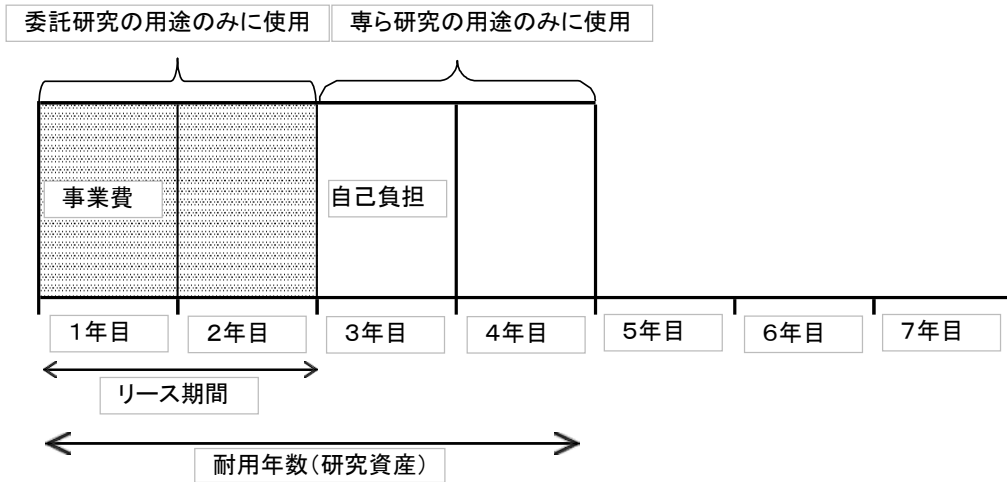 委託研究の用途のみに使用
専ら研究の用途のみに使用
事業費
自己負担
1年目
2年目
3年目
4年目
5年目
6年目
7年目
リース期間
耐用年数（研究資産）